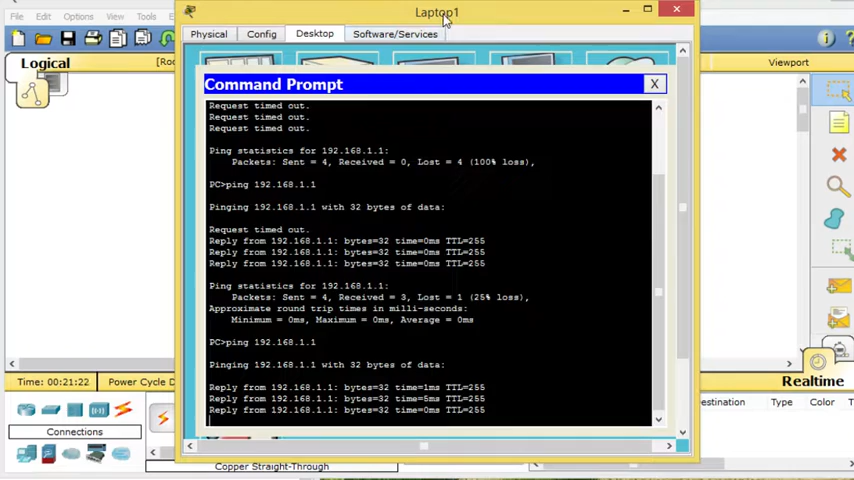 Laptop1
File Edit Options View Tools
Physical Config Desktop Software/Services
Logical
Viewport
Command Prompt
X
Request timed out.
Request timed out.
Request timed out.
Ping statistics for 192.168.1.1:
Packets: Sent = 4, Received = 0, Lost = 4 (100% loss),
PC>ping 192.168.1.1
Pinging 192.168.1.1 with 32 bytes of data:
Request timed out.
Reply from 192.168.1.1: bytes=32 time=0ms TTL=255
Reply from 192.168.1.1: bytes=32 time=0ms TTL=255
Reply from 192.168.1.1: bytes=32 time=0ms TTL=255
Ping statistics for 192.168.1.1:
Packets: Sent = 4, Received = 3, Lost = 1 (25% loss),
Approximate round trip times in milli-seconds:
Minimum = 0ms, Maximum = 0ms, Average = 0ms
PC>ping 192.168.1.1
Pinging 192.168.1.1 with 32 bytes of data:
Reply from 192.168.1.1: bytes=32 time=1ms TTL=255
Reply from 192.168.1.1: bytes=32 time=5ms TTL=255
Reply from 192.168.1.1: bytes=32 time=0ms TTL=255
Time: 00:21:22 Power Cycle D
Realtime
estination Type Color
Connections
Copper Straight-Through